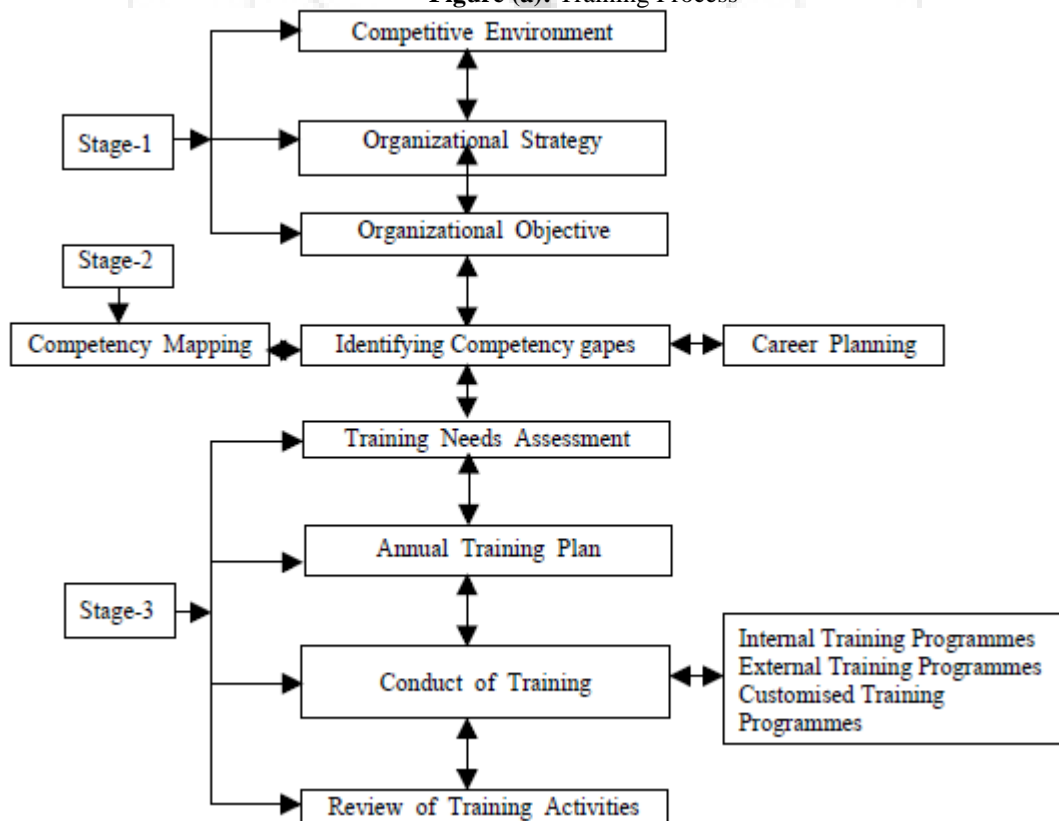 Figure (a): Training Process
Competitive Environment
Stage-1
Organizational Strategy
Organizational Objective
Stage-2
Competency Mapping
Identifying Competency gapes
Career Planning
Training Needs Assessment
Annual Training Plan
Stage-3
Conduct of Training
Internal Training Programmes
External Training Programmes
Customised Training
Programmes
Review of Training Activities